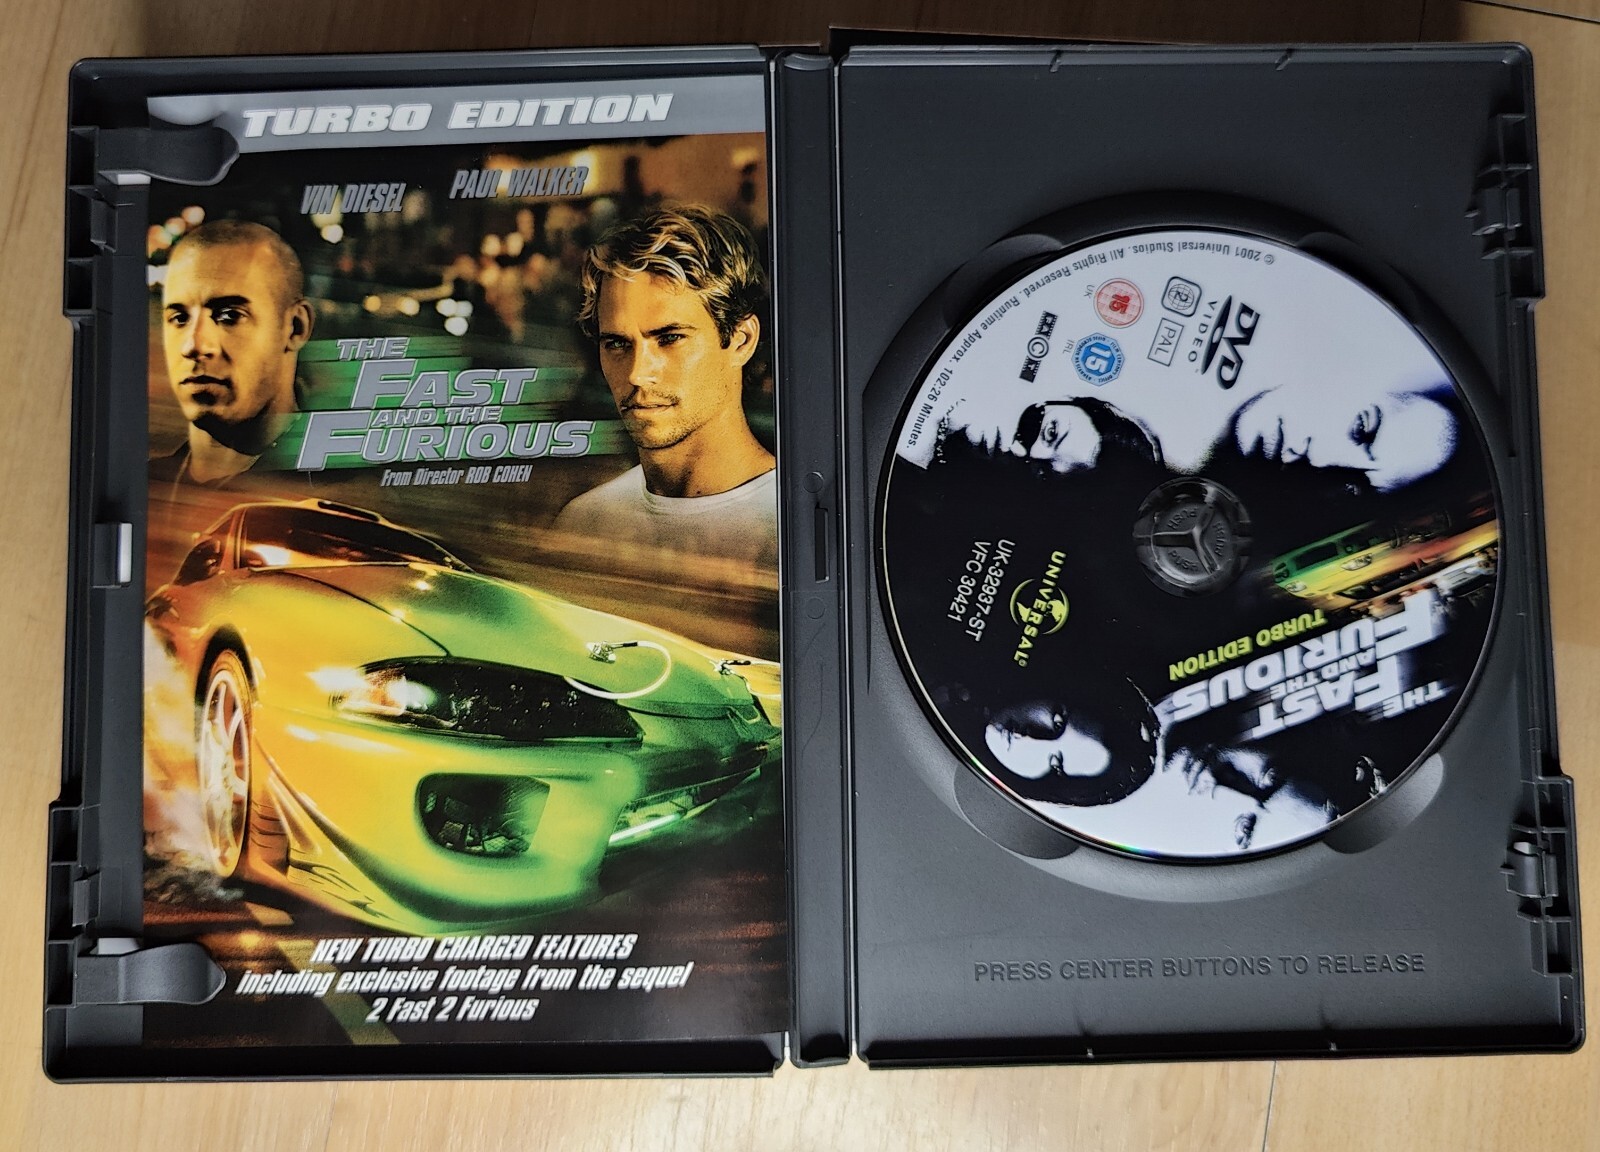 TURBO EDITION
VIN DIESEL
PAUL WALKER
THE
FAST
AND THE
FURIOUS
From Director ROB COHEN
NEW TURBO CHARGED FEATURES
including exclusive footage from the sequel
2 Fast 2 Furious
© 2001 Universal Studios. All Rights Reserved. Runtime Approx. 102:26 Minutes.
DVD
VIDEO
2
PAL
15
UK
15
IRL
UNIVERSAL
UK-32937-ST
VFC 30421
THE
FAST
AND THE
FURIOUS
TURBO EDITION
PUSH
PUSH
PUSH
PRESS CENTER BUTTONS TO RELEASE